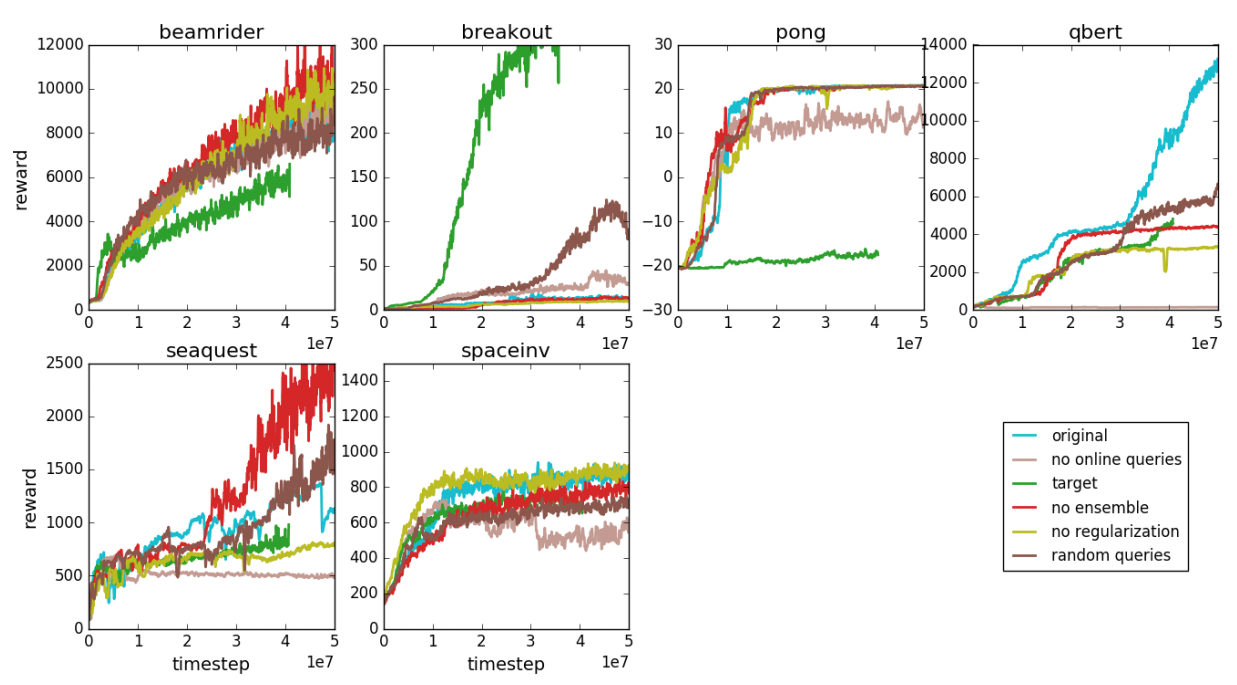 beamrider
breakout
pong
qbert
12000
10000
8000
6000
4000
2000
0
reward
0 1 2 3 4 5
1e7
300
250
200
150
100
50
0
0 1 2 3 4 5
1e7
30
20
10
0
−10
−20
−30
0 1 2 3 4 5
1e7
14000
12000
10000
8000
6000
4000
2000
0
0 1 2 3 4 5
1e7
seaquest
spaceinv
2500
2000
1500
1000
500
0
reward
0 1 2 3 4 5
timestep
1e7
1400
1200
1000
800
600
400
200
0
0 1 2 3 4 5
timestep
1e7
original
no online queries
target
no ensemble
no regularization
random queries